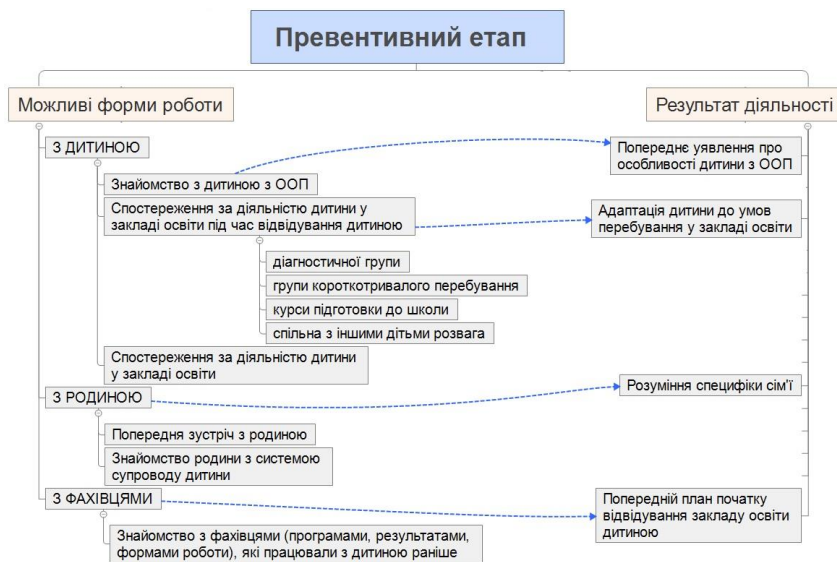 Превентивний етап
Можливі форми роботи
Результат діяльності
З ДИТИНОЮ
Знайомство з дитиною з ООП
Попереднє уявлення про
особливості дитини з ООП
Спостереження за діяльністю дитини у
закладі освіти під час відвідування дитиною
Адаптація дитини до умов
перебування у закладі освіти
діагностичної групи
групи короткотривалого перебування
курси підготовки до школи
спільна з іншими дітьми розвага
Спостереження за діяльністю дитини
у закладі освіти
З РОДИНОЮ
Розуміння специфіки сім'ї
Попередня зустріч з родиною
Знайомство родини з системою
супроводу дитини
З ФАХІВЦЯМИ
Попередній план початку
відвідування закладу освіти
дитиною
Знайомство з фахівцями (програмами, результатами,
формами роботи), які працювали з дитиною раніше